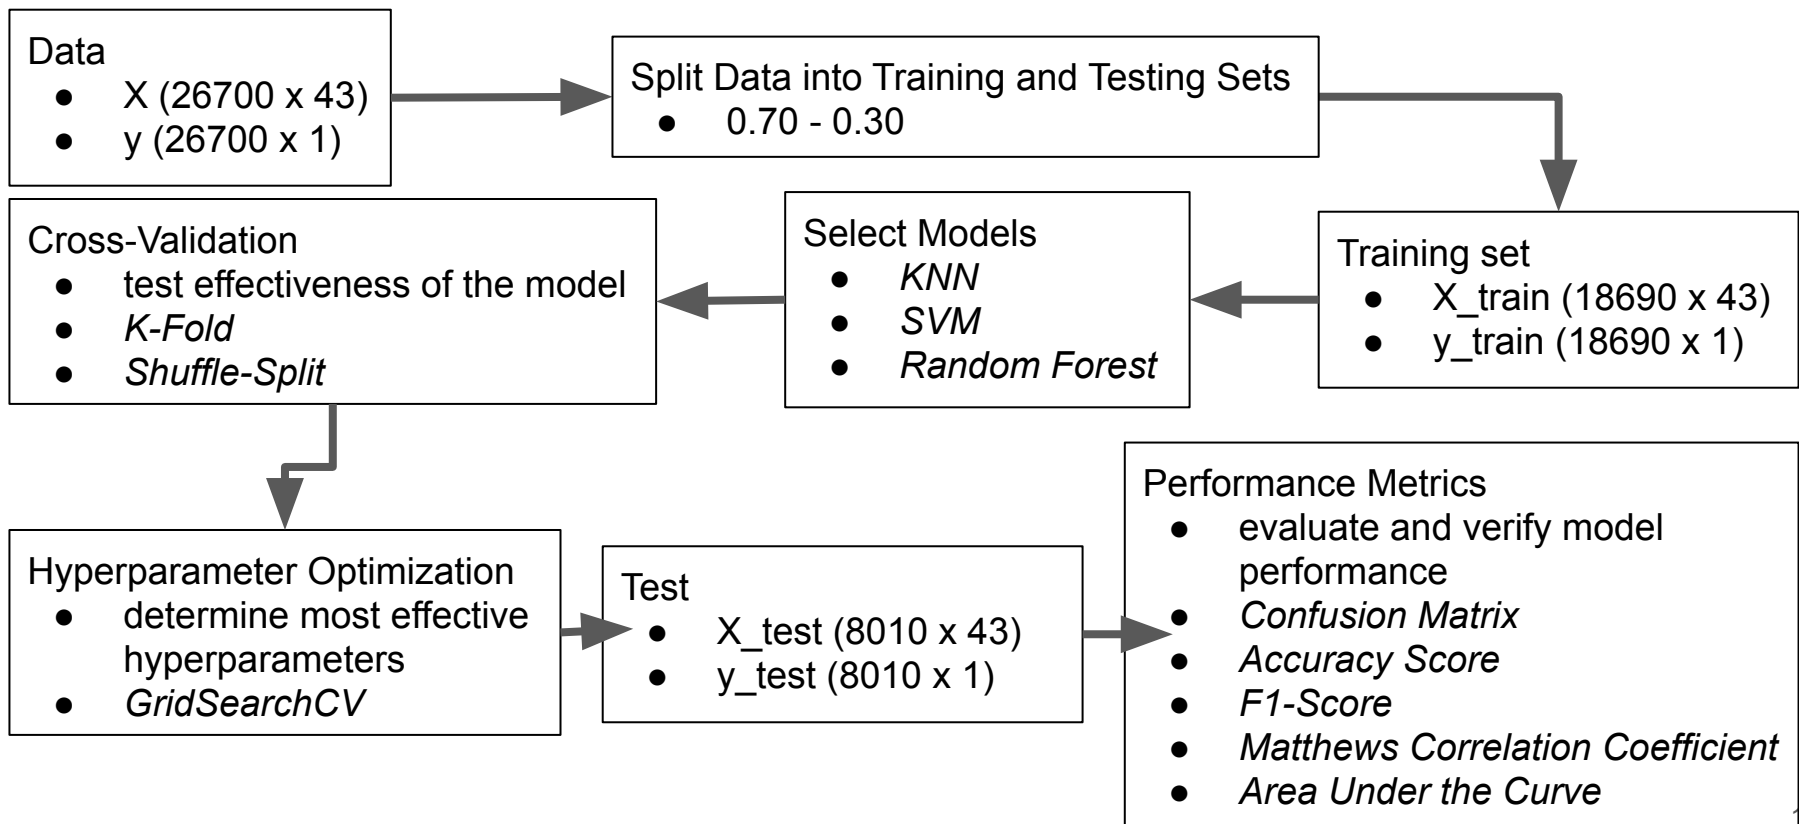 Data
● X (26700 x 43)
● y (26700 x 1)
Split Data into Training and Testing Sets
● 0.70 - 0.30
Training set
● X_train (18690 x 43)
● y_train (18690 x 1)
Select Models
● KNN
● SVM
● Random Forest
Cross-Validation
● test effectiveness of the model
● K-Fold
● Shuffle-Split
Hyperparameter Optimization
● determine most effective
hyperparameters
● GridSearchCV
Test
● X_test (8010 x 43)
● y_test (8010 x 1)
Performance Metrics
● evaluate and verify model
performance
● Confusion Matrix
● Accuracy Score
● F1-Score
● Matthews Correlation Coefficient
● Area Under the Curve